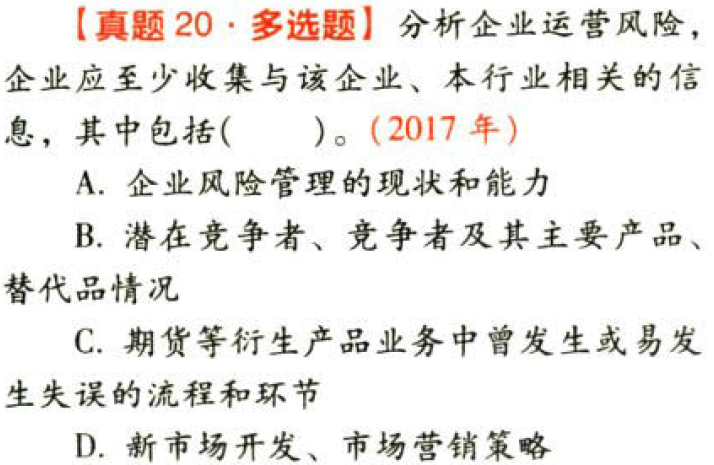 【真题 20·多选题】分析企业运营风险，
企业应至少收集与该企业、本行业相关的信
息，其中包括(　　)。(2017 年)
A. 企业风险管理的现状和能力
B. 潜在竞争者、竞争者及其主要产品、
替代品情况
C. 期货等衍生产品业务中曾发生或易发
生失误的流程和环节
D. 新市场开发、市场营销策略